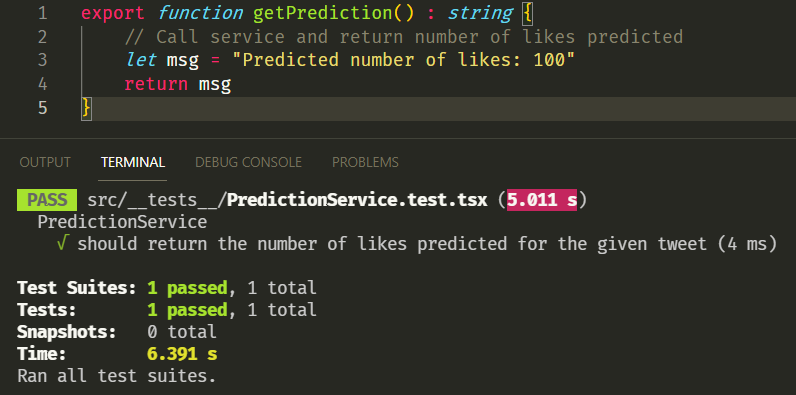 1 export function getPrediction() : string {
2 // Call service and return number of likes predicted
3 let msg = "Predicted number of likes: 100"
4 return msg
5 }
OUTPUT TERMINAL DEBUG CONSOLE PROBLEMS
PASS src/__tests__/PredictionService.test.tsx (5.011 s)
PredictionService
√ should return the number of likes predicted for the given tweet (4 ms)
Test Suites: 1 passed, 1 total
Tests: 1 passed, 1 total
Snapshots: 0 total
Time: 6.391 s
Ran all test suites.